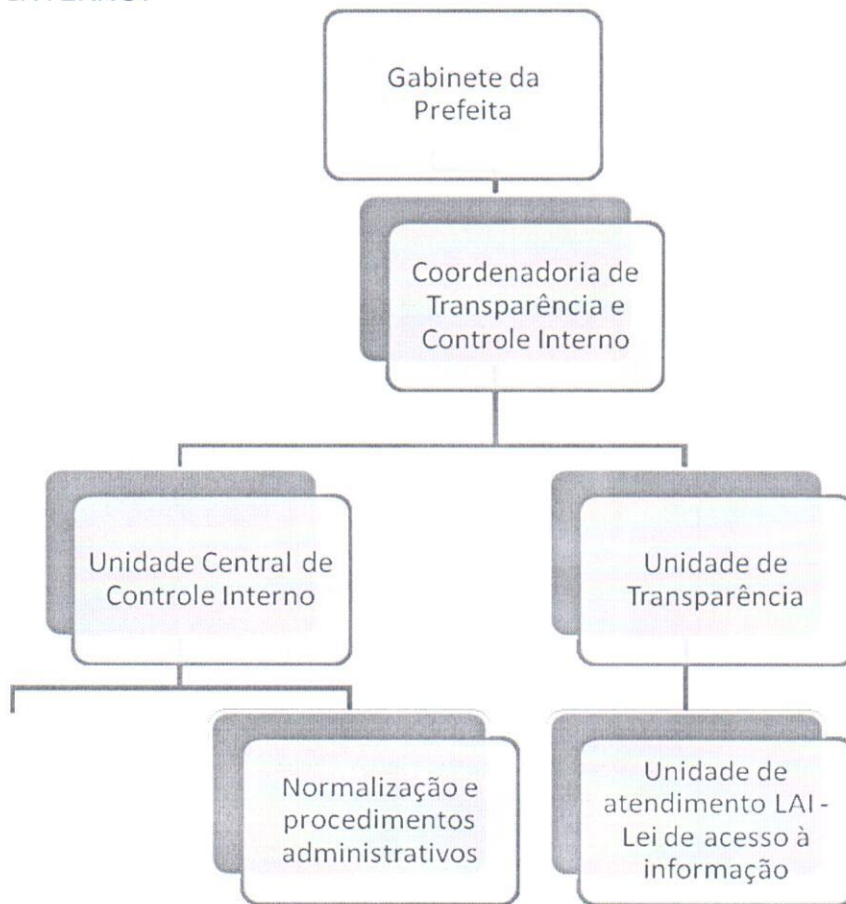 Gabinete da
Prefeita
Coordenadoria de
Transparência e
Controle Interno
Unidade Central de
Controle Interno
Unidade de
Transparência
Normalização e
procedimentos
administrativos
Unidade de
atendimento LAI -
Lei de acesso à
informação